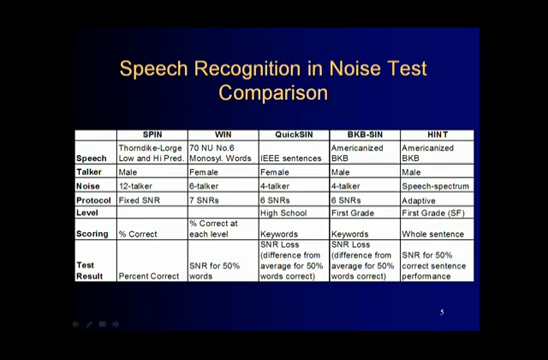 Speech Recognition in Noise Test
Comparison
SPIN WIN QuickSIN BKB-SIN HINT
Speech Thorndike-Lorge Low and Hi Pred. 70 NU No.6 Monosyl. Words IEEE sentences Americanized BKB Americanized BKB
Talker Male Female Female Male Male
Noise 12-talker 6-talker 4-talker 4-talker Speech-spectrum
Protocol Fixed SNR 7 SNRs 6 SNRs 6 SNRs Adaptive
Level High School First Grade First Grade (SF)
Scoring % Correct % Correct at each level Keywords Keywords Whole sentence
Test Result Percent Correct SNR for 50% words SNR Loss (difference from average for 50% words correct) SNR Loss (difference from average for 50% words correct) SNR for 50% correct sentence performance
5